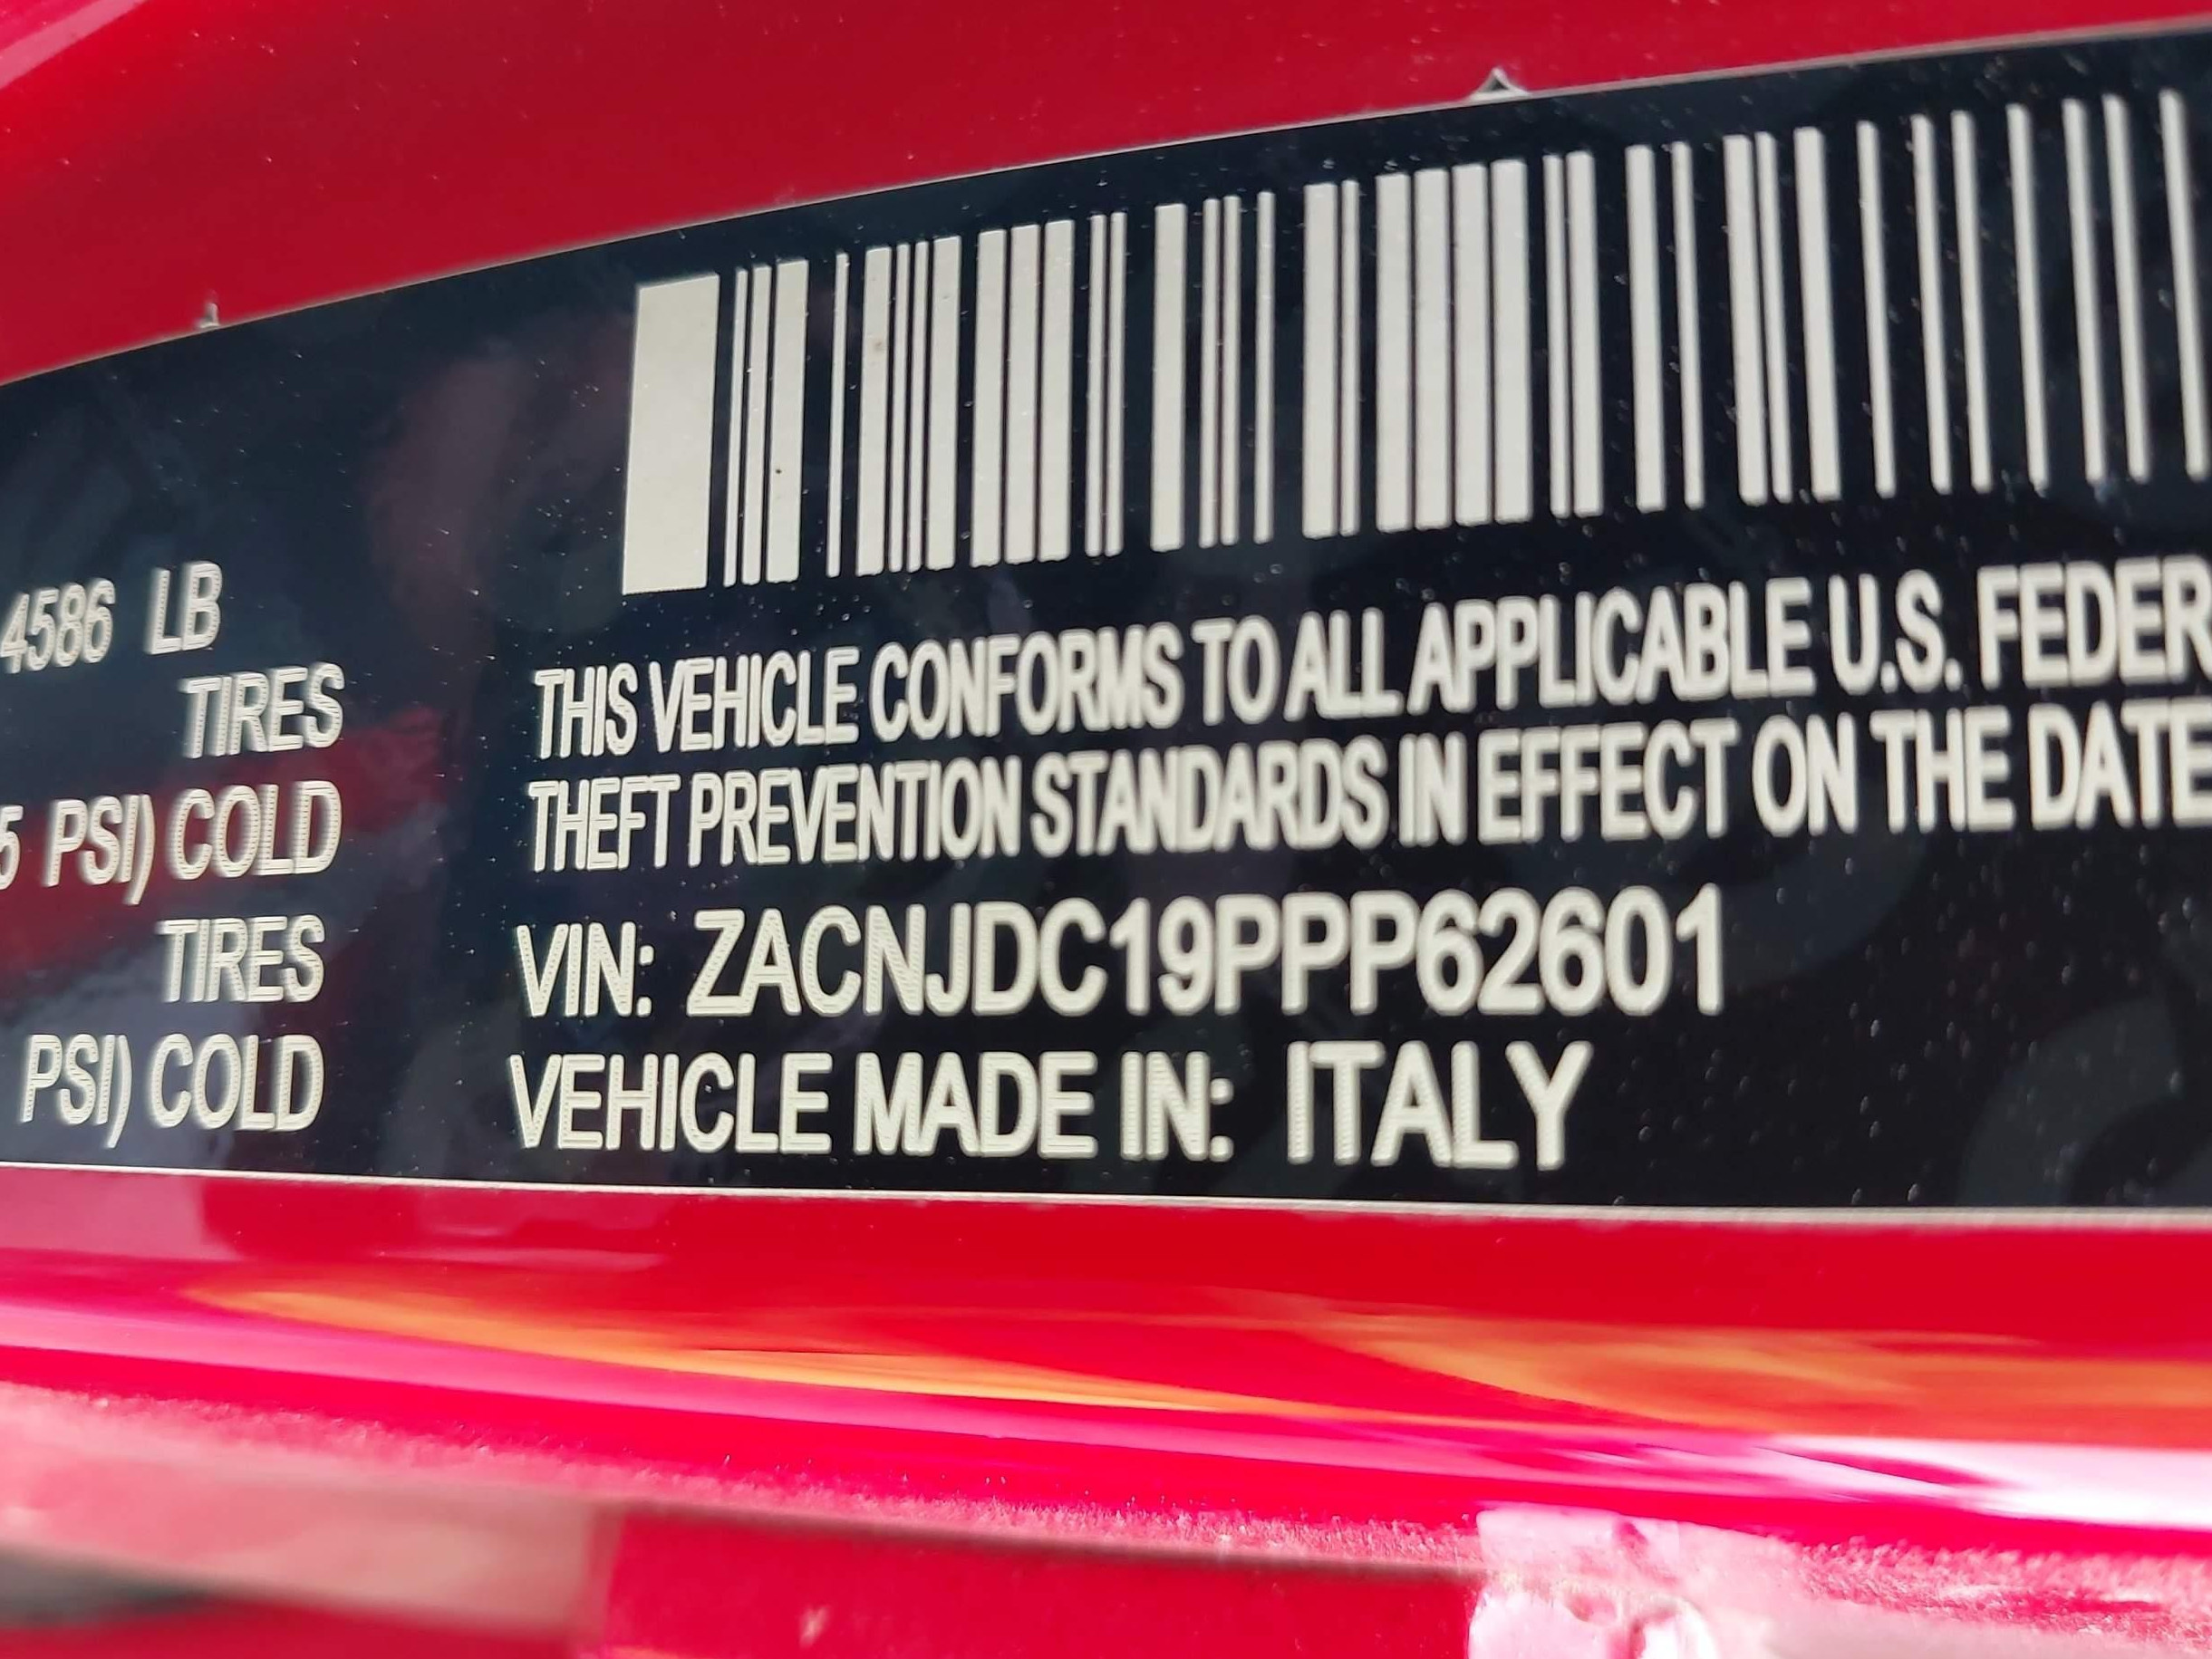 4586 LB
TIRES
5 PSI) COLD
TIRES
PSI) COLD
THIS VEHICLE CONFORMS TO ALL APPLICABLE U.S. FEDER
THEFT PREVENTION STANDARDS IN EFFECT ON THE DATE
VIN: ZACNJDC19PPP62601
VEHICLE MADE IN: ITALY